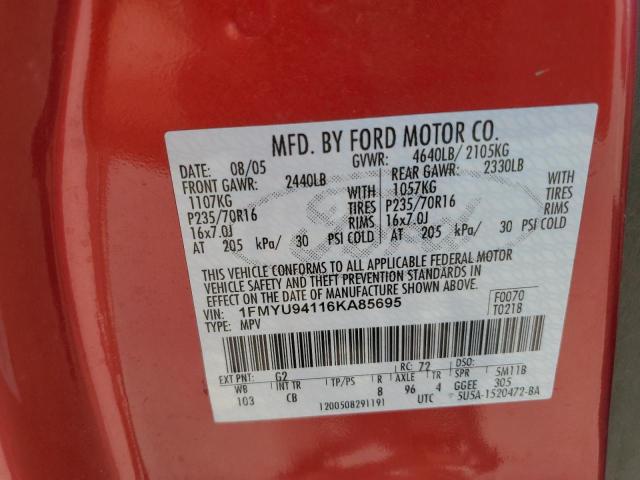 MFD. BY FORD MOTOR CO.
DATE: 08/05 GVWR: 4640LB/ 2105KG
FRONT GAWR: 2440LB REAR GAWR: 2330LB
1107KG WITH 1057KG WITH
P235/70R16 TIRES P235/70R16 TIRES
16x7.0J RIMS 16x7.0J RIMS
AT 205 kPa/ 30 PSI COLD AT 205 kPa/ 30 PSI COLD
Ford
THIS VEHICLE CONFORMS TO ALL APPLICABLE FEDERAL MOTOR
VEHICLE SAFETY AND THEFT PREVENTION STANDARDS IN
EFFECT ON THE DATE OF MANUFACTURE SHOWN ABOVE.
VIN: 1FMYU94116KA85695 F0070
TYPE: MPV T021B
EXT PNT: G2 RC: 72 DSO:
WB INT TR TP/PS R AXLE TR SPR 5M11B
103 CB 8 96 4 GGEE 305
1200508291191 UTC 5U5A-1520472-BA